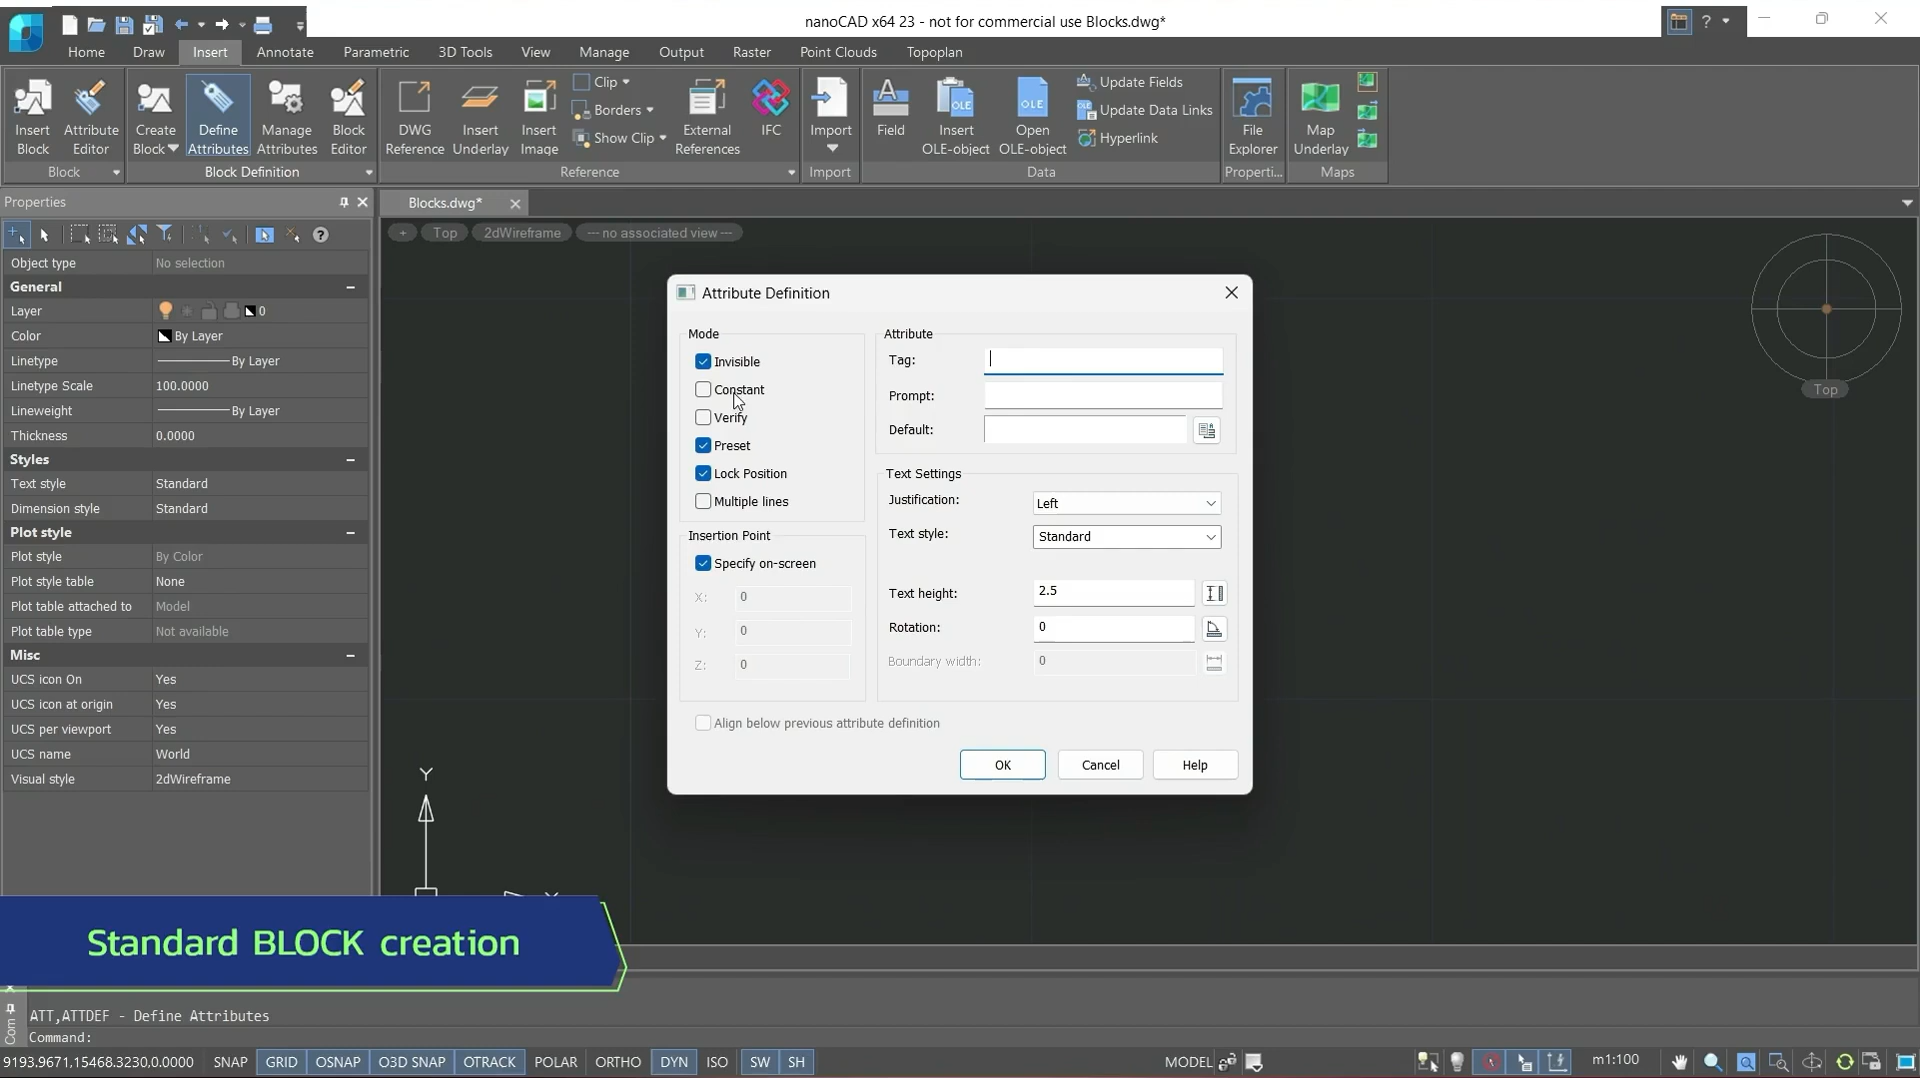 nanoCAD x64 23 - not for commercial use Blocks.dwg*
?
Home Draw Insert Annotate Parametric 3D Tools View Manage Output Raster Point Clouds Topoplan
Insert Block
Attribute Editor
Create Block
Define Attributes
Manage Attributes
Block Editor
DWG Reference
Insert Underlay
Insert Image
Clip
Borders
Show Clip
External References
IFC
Import
Field
OLE
Insert OLE-object
OLE
Open OLE-object
Update Fields
Update Data Links
Hyperlink
File Explorer
Map Underlay
Block
Block Definition
Reference
Import
Data
Properti...
Maps
Properties
Blocks.dwg*
+ Top 2dWireframe --- no associated view ---
Object type No selection
General
Layer 0
Color By Layer
Linetype By Layer
Linetype Scale 100.0000
Lineweight By Layer
Thickness 0.0000
Styles
Text style Standard
Dimension style Standard
Plot style
Plot style By Color
Plot style table None
Plot table attached to Model
Plot table type Not available
Misc
UCS icon On Yes
UCS icon at origin Yes
UCS per viewport Yes
UCS name World
Visual style 2dWireframe
Top
Y
Attribute Definition
Mode
Invisible
Constant
Verify
Preset
Lock Position
Multiple lines
Insertion Point
Specify on-screen
X: 0
Y: 0
Z: 0
Attribute
Tag:
Prompt:
Default:
Text Settings
Justification: Left
Text style: Standard
Text height: 2.5
Rotation: 0
Boundary width: 0
Align below previous attribute definition
OK Cancel Help
Standard BLOCK creation
Com
ATT,ATTDEF - Define Attributes
Command:
9193.9671,15468.3230,0.0000 SNAP GRID OSNAP O3D SNAP OTRACK POLAR ORTHO DYN ISO SW SH MODEL m1:100